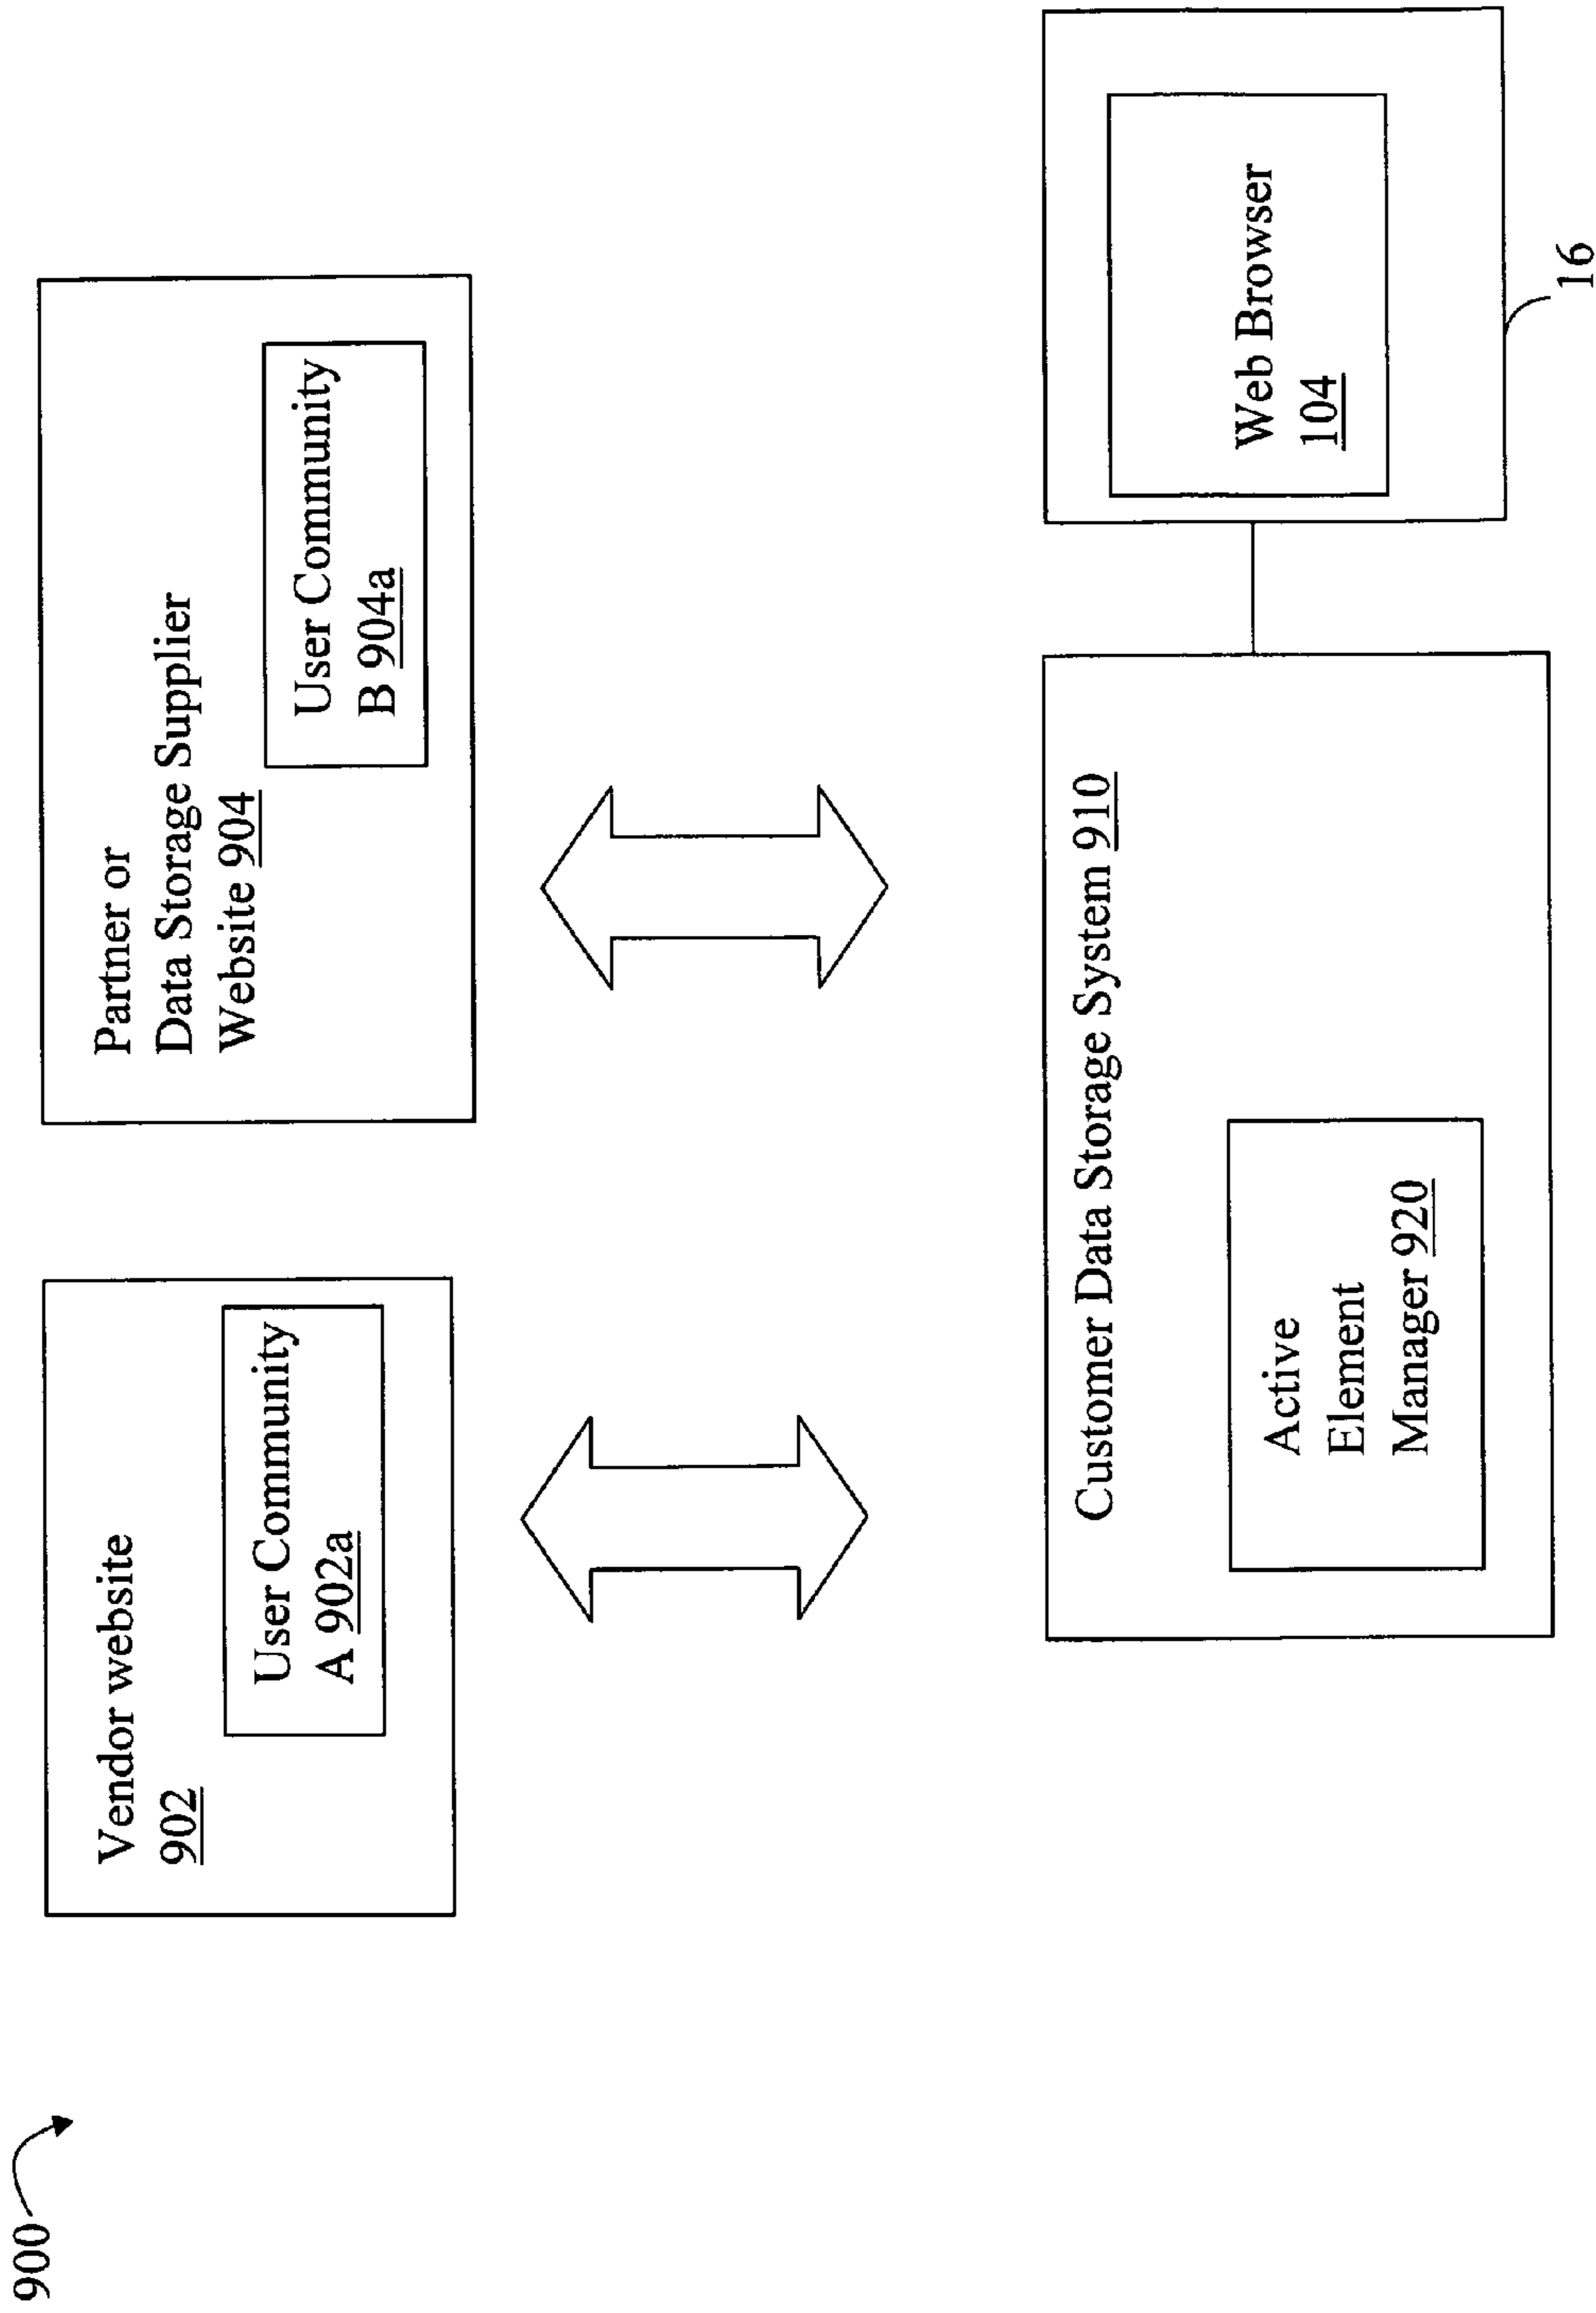 900
Vendor website
902
User Community
A 902a
Partner or
Data Storage Supplier
Website 904
User Community
B 904a
Customer Data Storage System 910
Active
Element
Manager 920
Web Browser
104
16